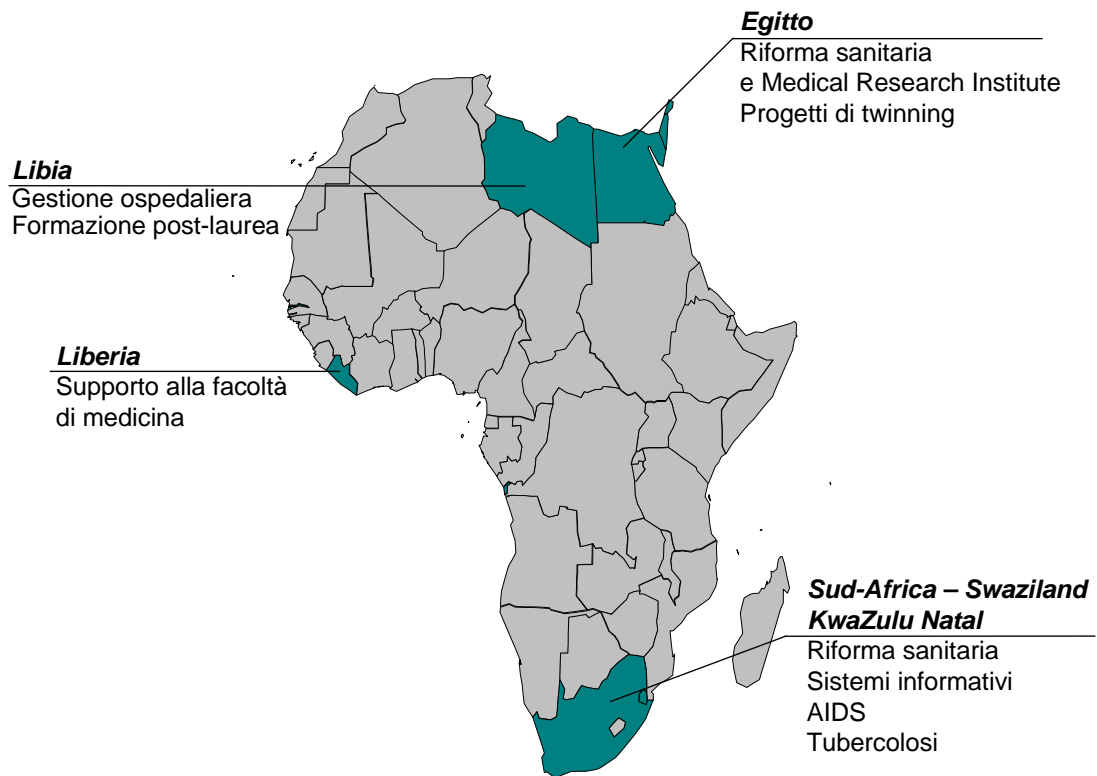 Egitto
Riforma sanitaria
e Medical Research Institute
Progetti di twinning
Libia
Gestione ospedaliera
Formazione post-laurea
Liberia
Supporto alla facoltà
di medicina
Sud-Africa – Swaziland
KwaZulu Natal
Riforma sanitaria
Sistemi informativi
AIDS
Tubercolosi